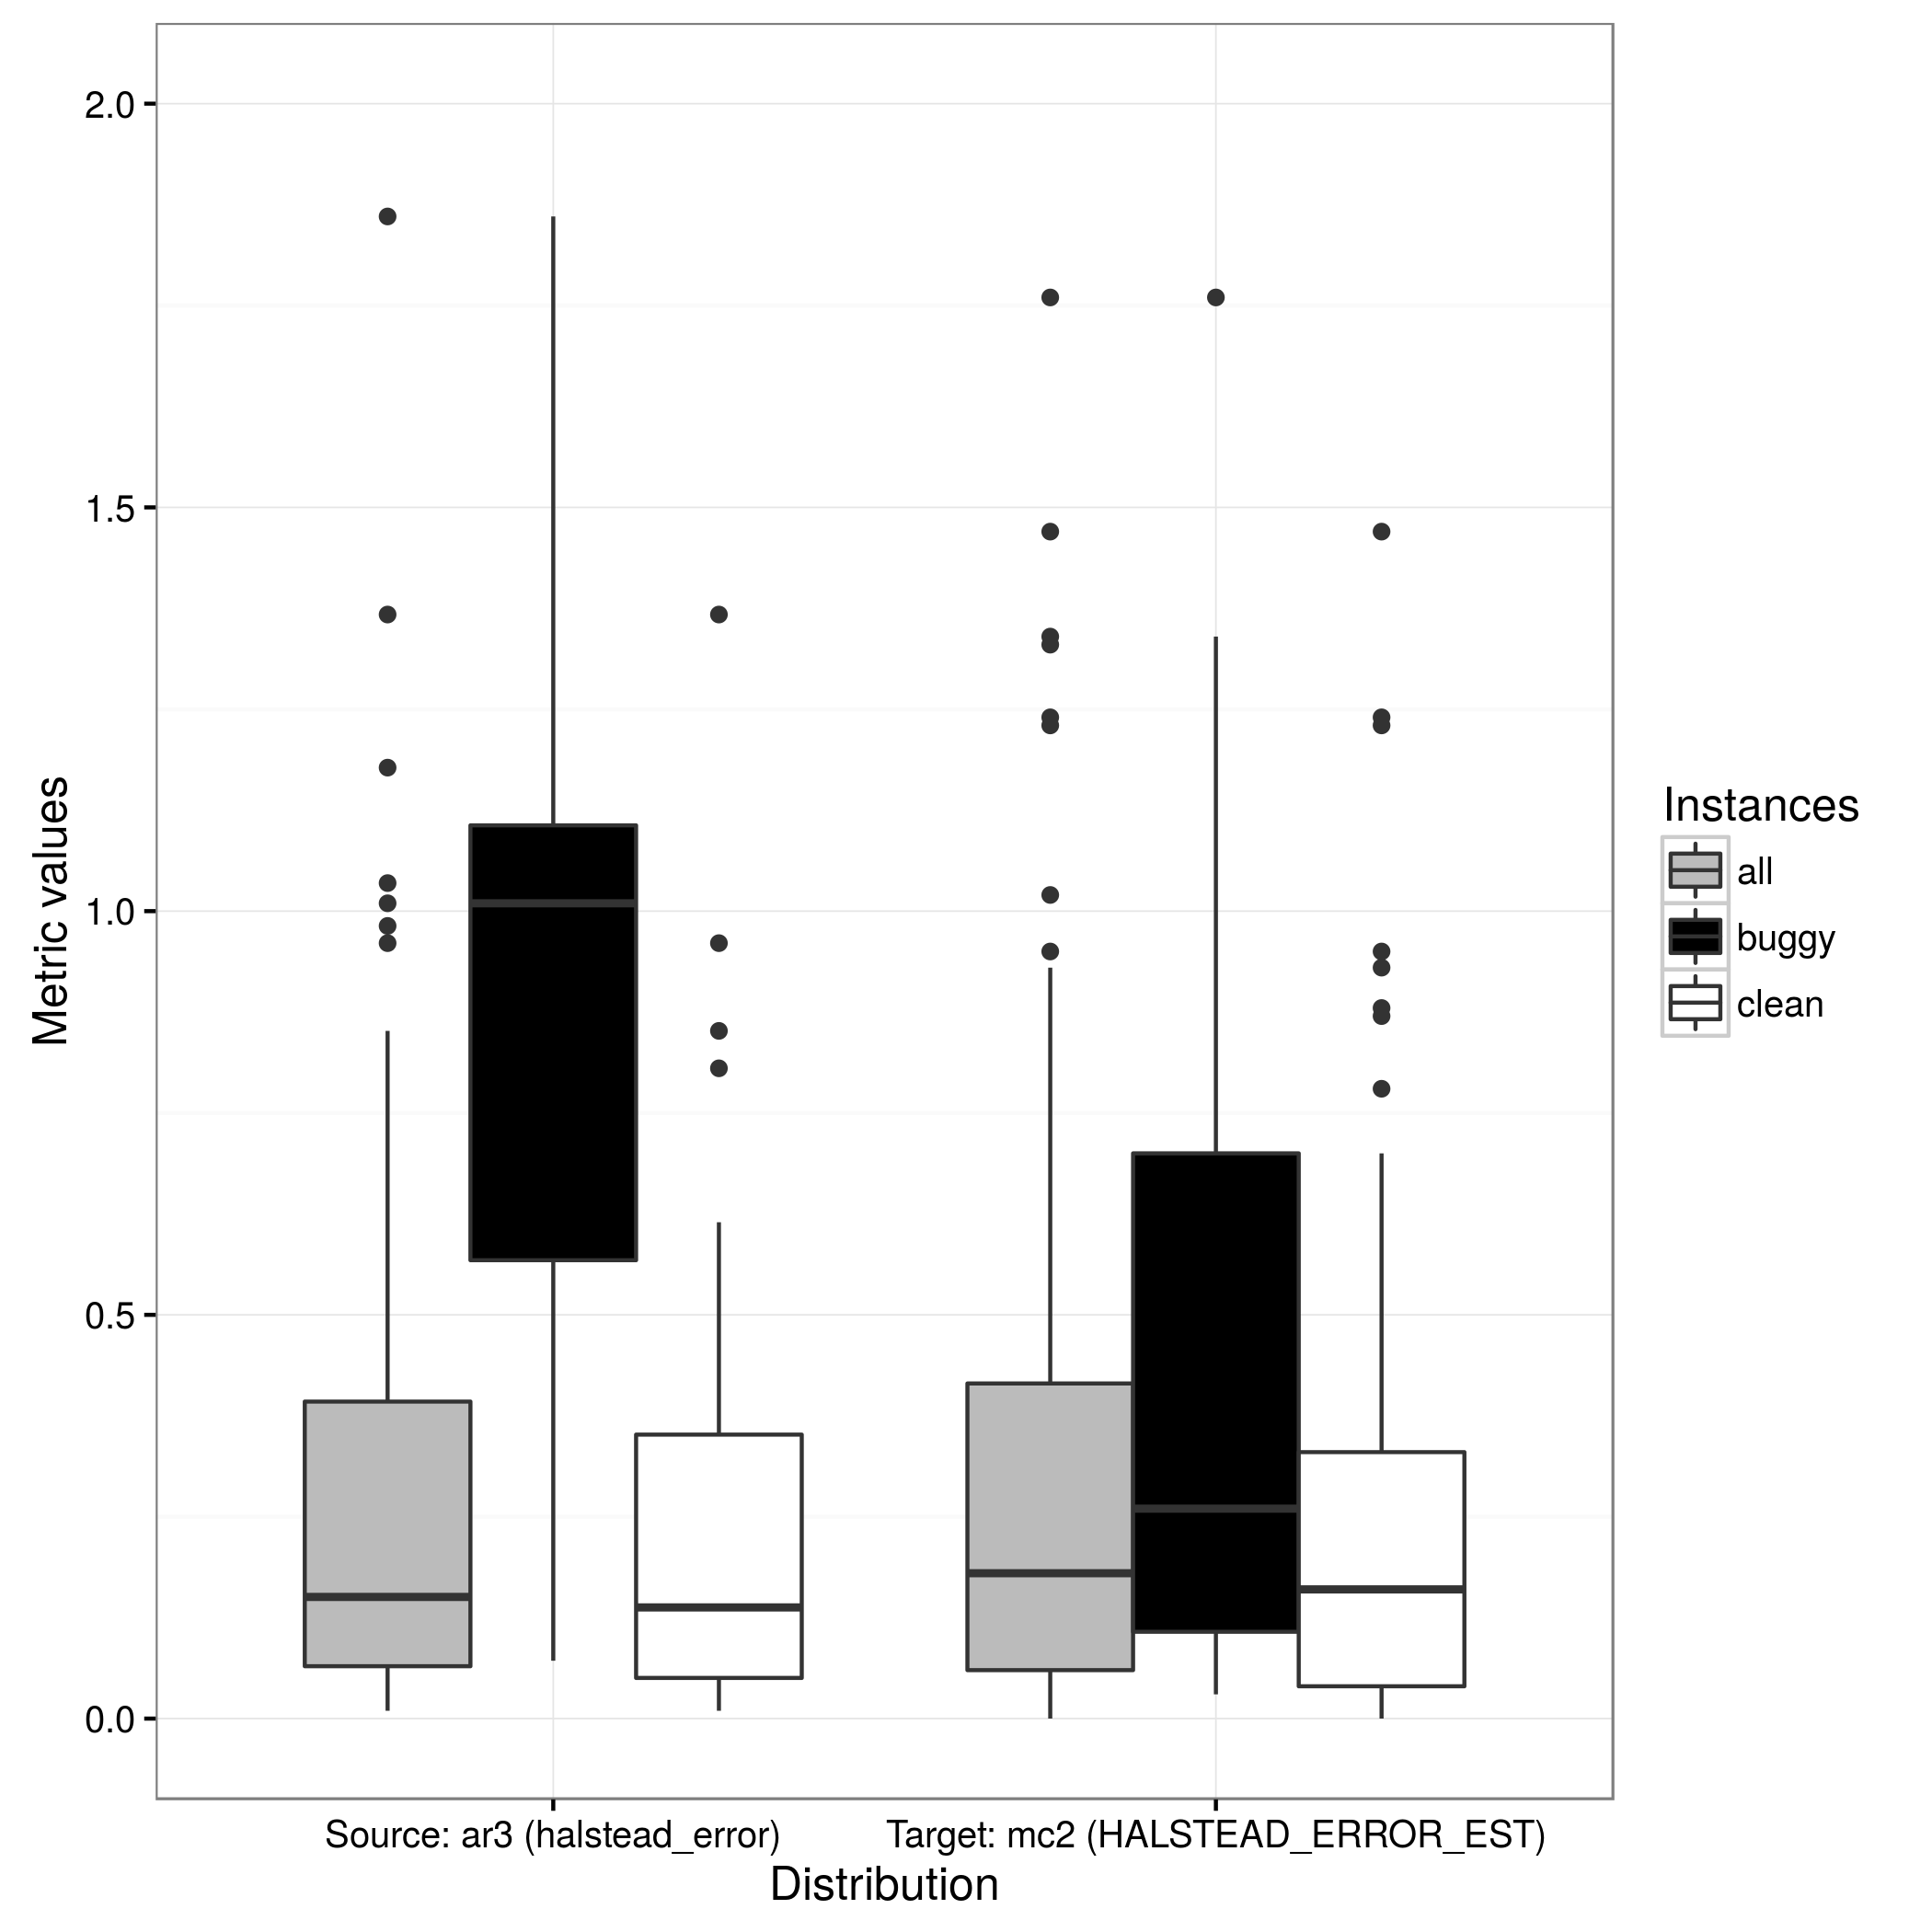 Metric values
2.0
1.5
1.0
0.5
0.0
Source: ar3 (halstead_error)
Target: mc2 (HALSTEAD_ERROR_EST)
Distribution
Instances
all
buggy
clean